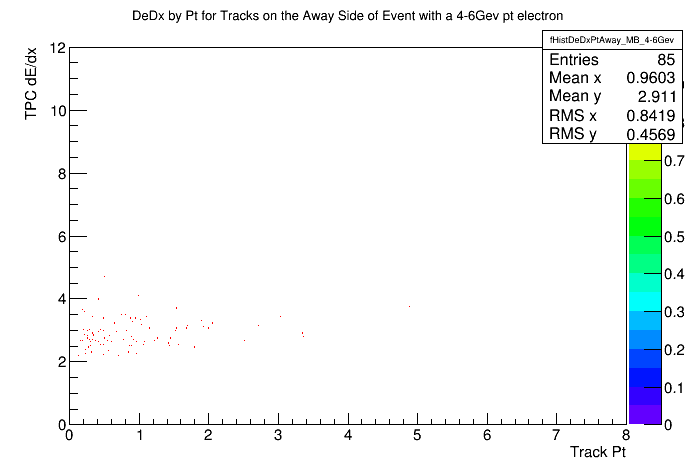 DeDx by Pt for Tracks on the Away Side of Event with a 4-6Gev pt electron
fHistDeDxPtAway_MB_4-6Gev
Entries 85
Mean x 0.9603
Mean y 2.911
RMS x 0.8419
RMS y 0.4569
TPC dE/dx
12
10
8
6
4
2
0
0 1 2 3 4 5 6 7 8
Track Pt
0.7
0.6
0.5
0.4
0.3
0.2
0.1
0